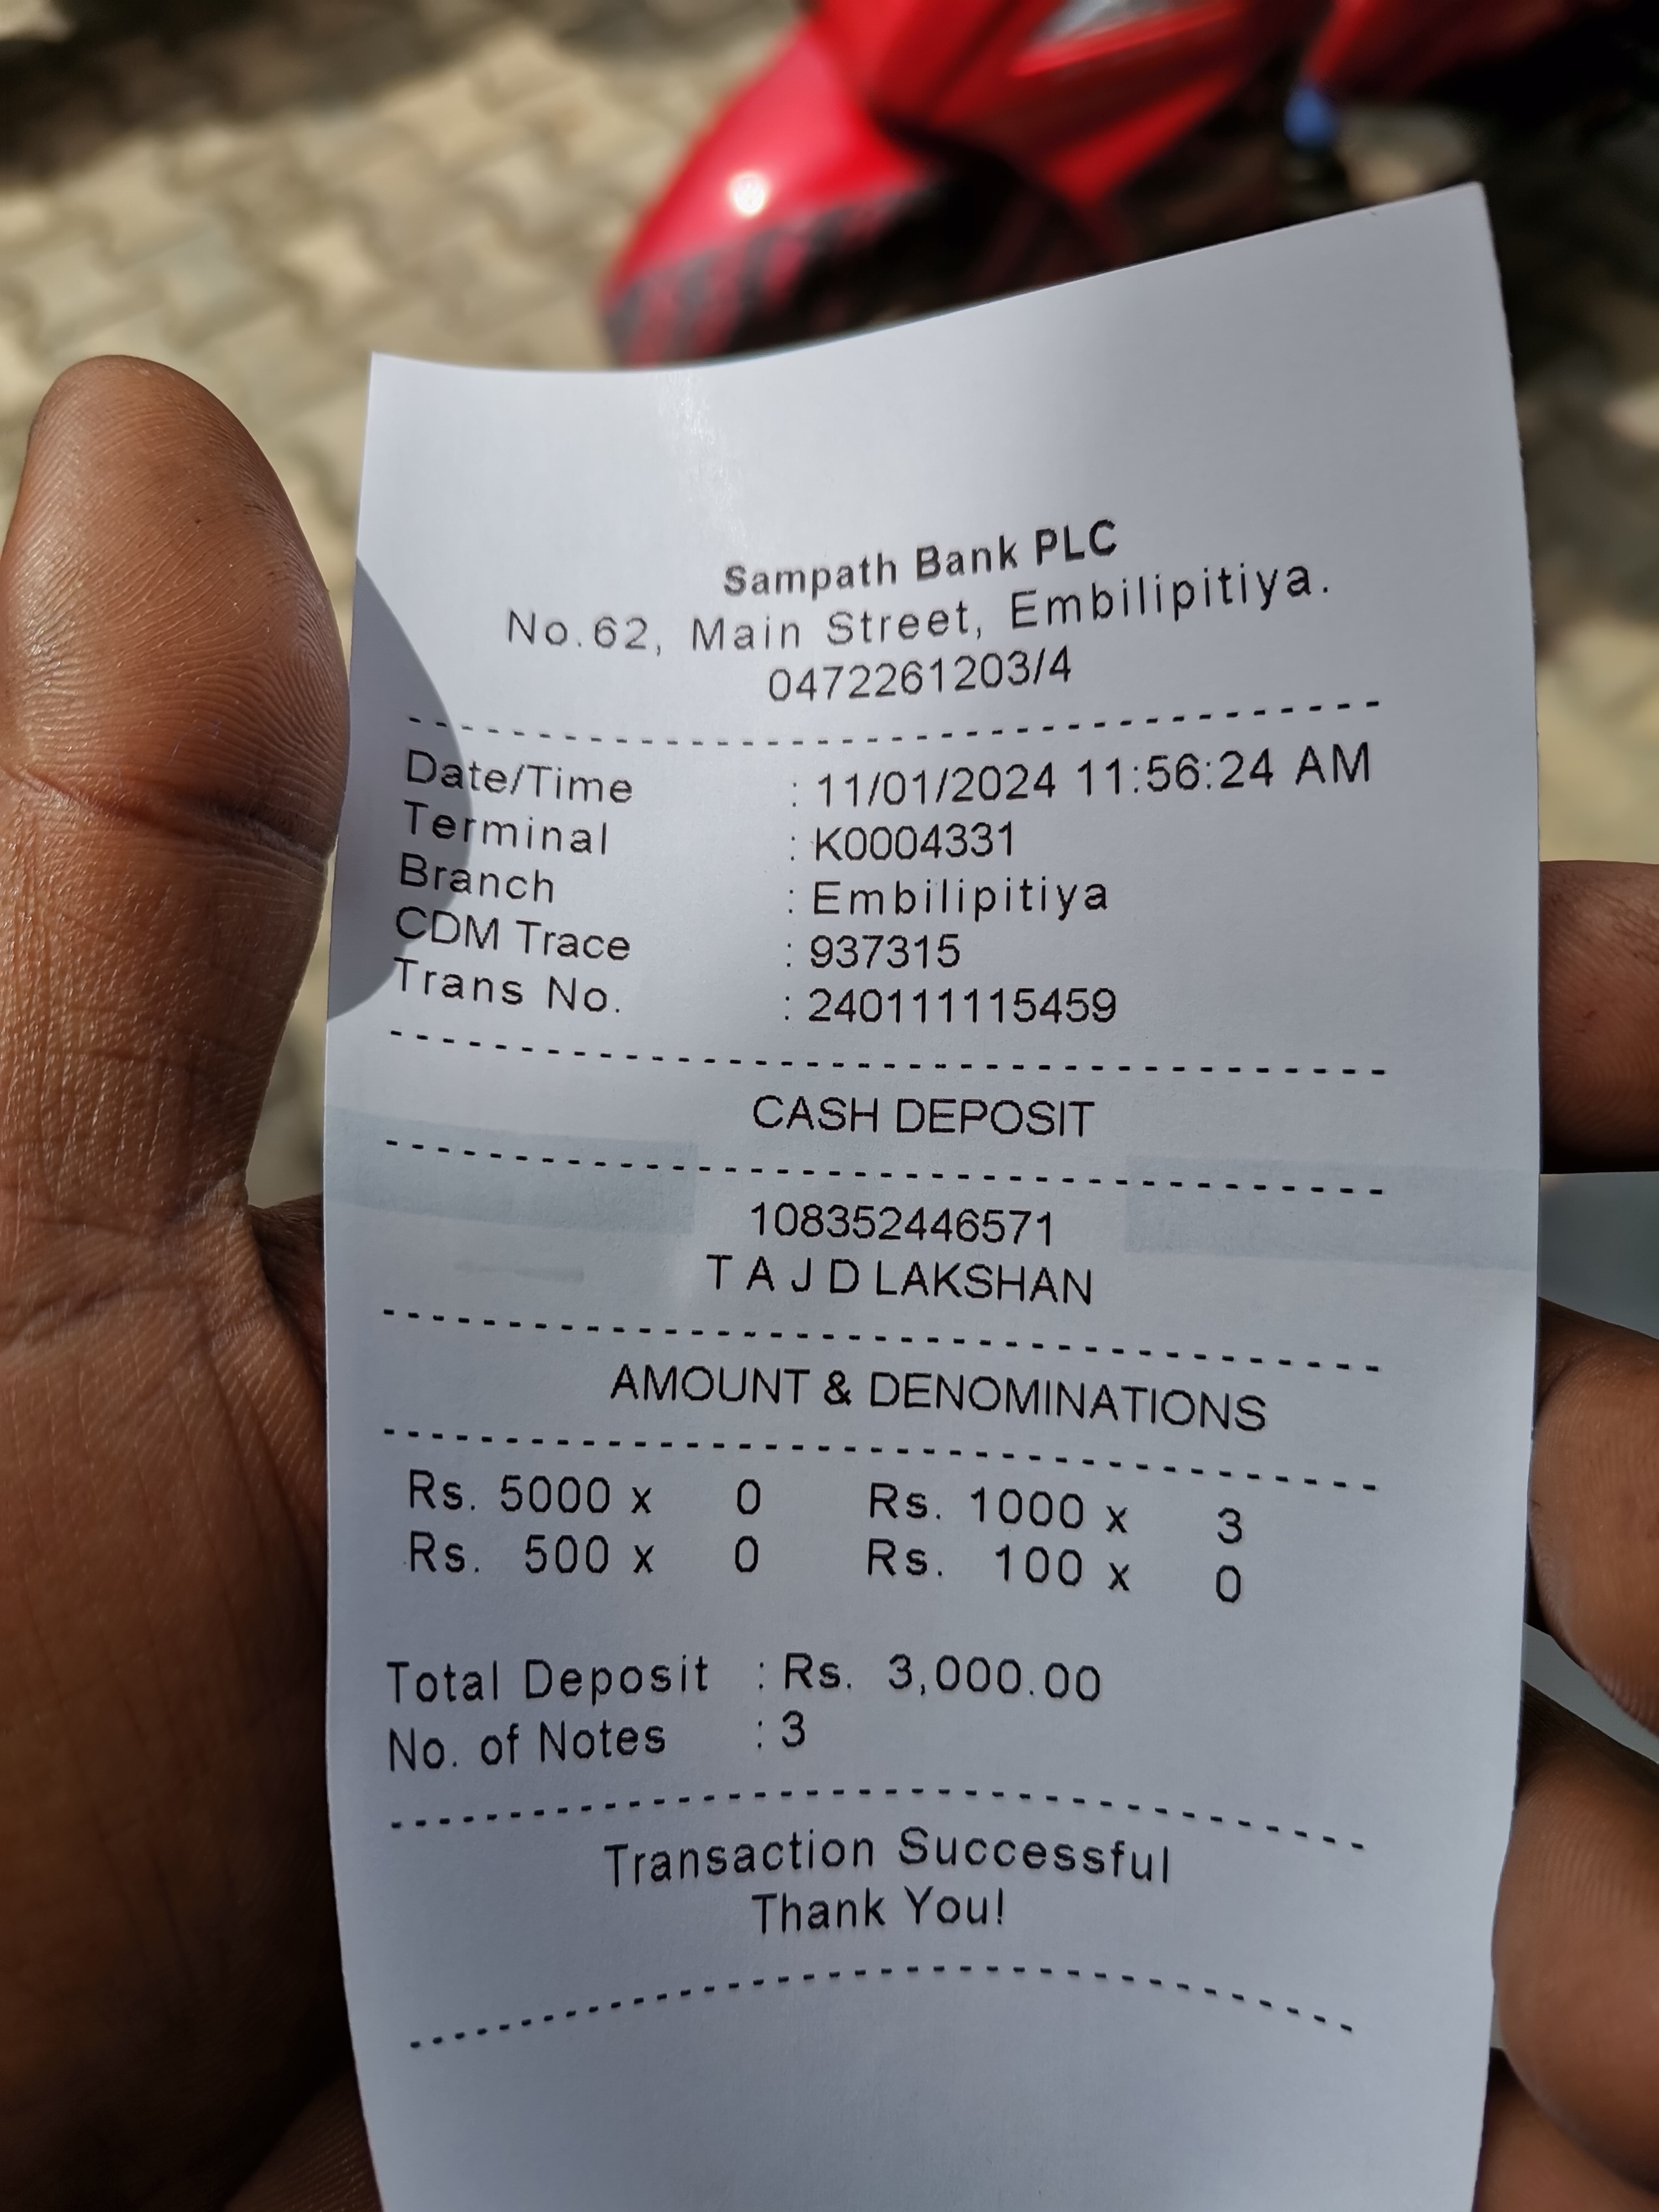 Sampath Bank PLC
No.62, Main Street, Embilipitiya.
0472261203/4
--------------------------------------
Date/Time : 11/01/2024 11:56:24 AM
Terminal : K0004331
Branch : Embilipitiya
CDM Trace : 937315
Trans No. : 240111115459
--------------------------------------
CASH DEPOSIT
--------------------------------------
108352446571
T A J D LAKSHAN
--------------------------------------
AMOUNT & DENOMINATIONS
--------------------------------------
Rs. 5000 x 0 Rs. 1000 x 3
Rs. 500 x 0 Rs. 100 x 0
Total Deposit : Rs. 3,000.00
No. of Notes : 3
--------------------------------------
Transaction Successful
Thank You!
--------------------------------------